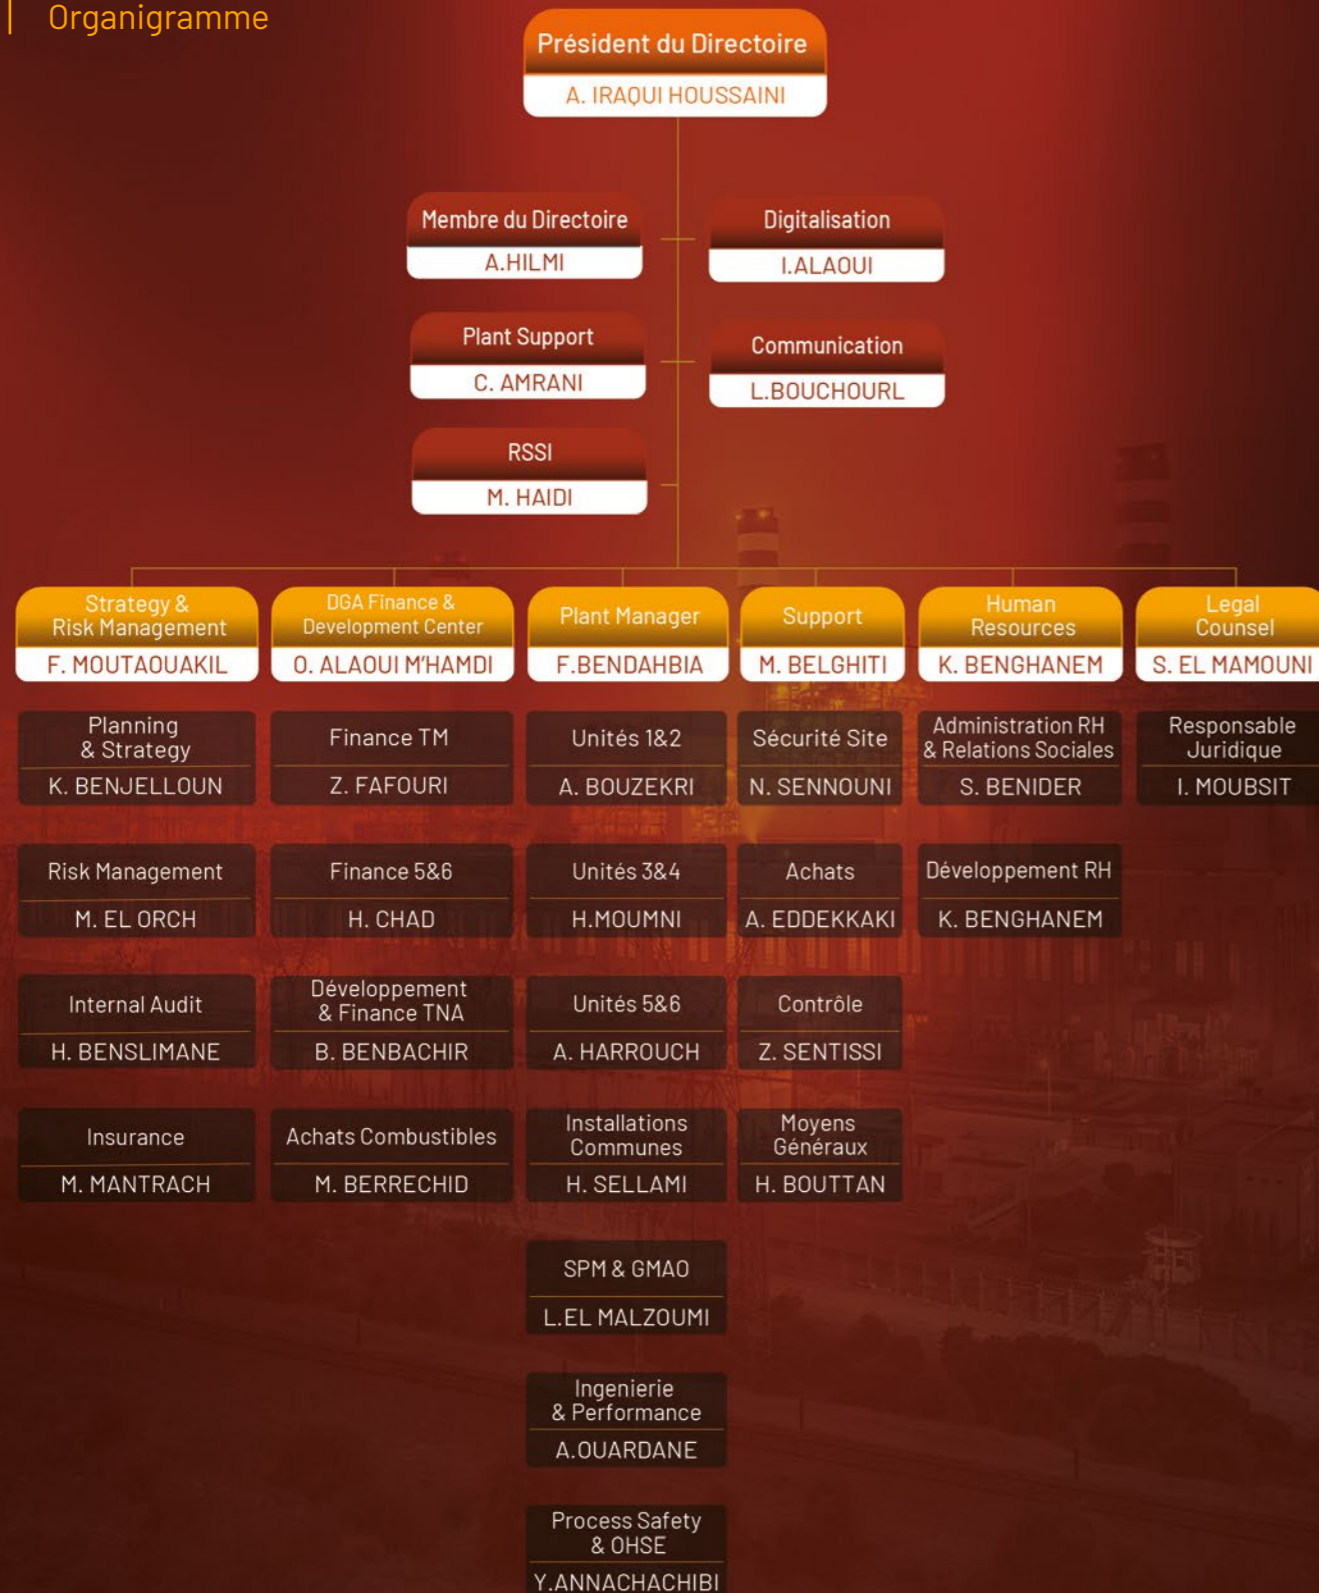 Organigramme
Président du Directoire
A. IRAQUI HOUSSAINI
Membre du Directoire
A.HILMI
Digitalisation
I.ALAOUI
Plant Support
C. AMRANI
Communication
L.BOUCHOURL
RSSI
M. HAIDI
Strategy &
Risk Management
F. MOUTAOUAKIL
DGA Finance &
Development Center
O. ALAOUI M'HAMDI
Plant Manager
F.BENDAHBIA
Support
M. BELGHITI
Human
Resources
K. BENGHANEM
Legal
Counsel
S. EL MAMOUNI
Planning
& Strategy
K. BENJELLOUN
Finance TM
Z. FAFOURI
Unités 1&2
A. BOUZEKRI
Sécurité Site
N. SENNOUNI
Administration RH
& Relations Sociales
S. BENIDER
Responsable
Juridique
I. MOUBSIT
Risk Management
M. EL ORCH
Finance 5&6
H. CHAD
Unités 3&4
H.MOUMNI
Achats
A. EDDEKKAKI
Développement RH
K. BENGHANEM
Internal Audit
H. BENSLIMANE
Développement
& Finance TNA
B. BENBACHIR
Unités 5&6
A. HARROUCH
Contrôle
Z. SENTISSI
Insurance
M. MANTRACH
Achats Combustibles
M. BERRECHID
Installations
Communes
H. SELLAMI
Moyens
Généraux
H. BOUTTAN
SPM & GMAO
L.EL MALZOUMI
Ingenierie
& Performance
A.OUARDANE
Process Safety
& OHSE
Y.ANNACHACHIBI